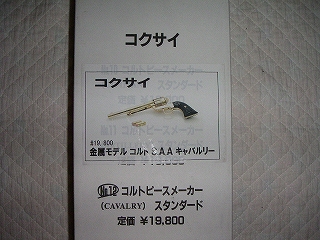 コクサイ
コクサイ
¥19,800
金属モデル コルト S.A.A キャバルリー
No.12 コルトピースメーカー
(CAVALRY) スタンダード
定価 ¥19,800